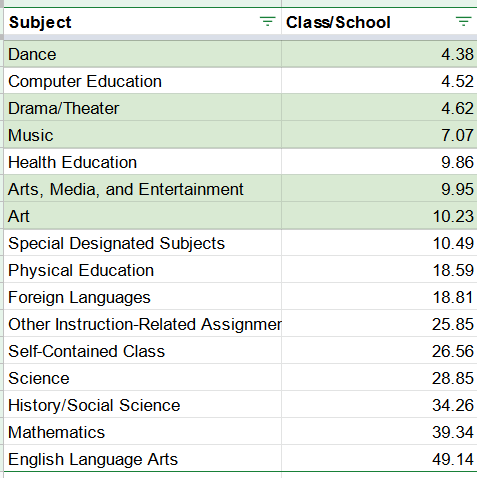 Subject Class/School
Dance 4.38
Computer Education 4.52
Drama/Theater 4.62
Music 7.07
Health Education 9.86
Arts, Media, and Entertainment 9.95
Art 10.23
Special Designated Subjects 10.49
Physical Education 18.59
Foreign Languages 18.81
Other Instruction-Related Assignmer 25.85
Self-Contained Class 26.56
Science 28.85
History/Social Science 34.26
Mathematics 39.34
English Language Arts 49.14